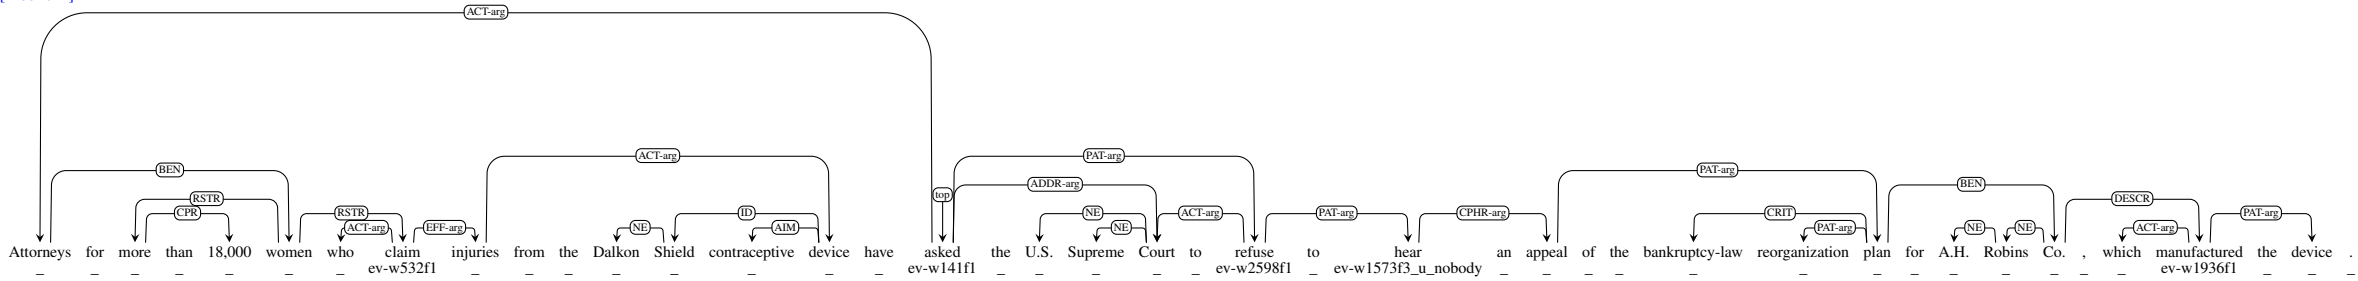 ACT-arg
ACT-arg PAT-arg
BEN PAT-arg
ADDR-arg BEN
top
RSTR DESCR
CPR RSTR ID NE ACT-arg PAT-arg CPHR-arg CRIT PAT-arg
ACT-arg EFF-arg NE AIM NE PAT-arg NE NE ACT-arg
Attorneys for more than 18,000 women who claim injuries from the Dalkon Shield contraceptive device have asked the U.S. Supreme Court to refuse to hear an appeal of the bankruptcy-law reorganization plan for A.H. Robins Co. , which manufactured the device .
_ _ _ _ _ _ _ ev-w532f1 _ _ _ _ _ _ _ _ ev-w141f1 _ _ _ _ _ ev-w2598f1 _ ev-w1573f3_u_nobody _ _ _ _ _ _ _ _ _ _ _ _ _ ev-w1936f1 _ _ _